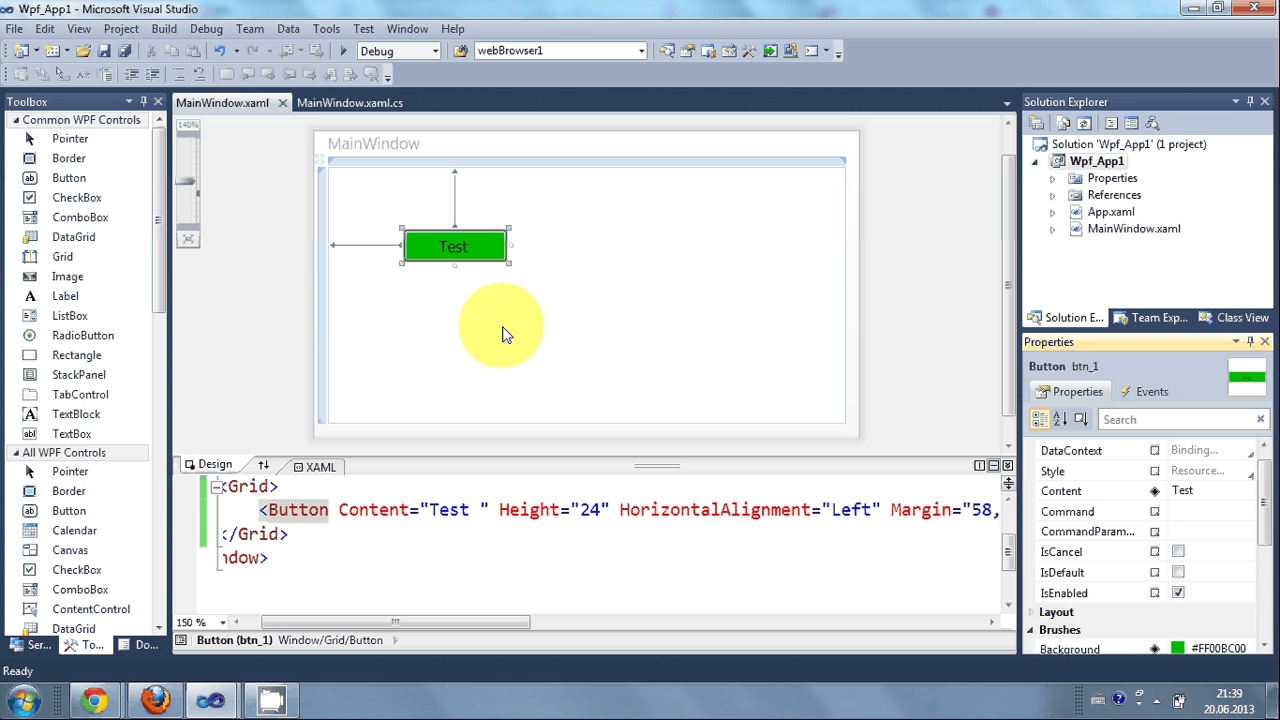 Wpf_App1 - Microsoft Visual Studio
File Edit View Project Build Debug Team Data Tools Test Window Help
Debug webBrowser1
Toolbox
Common WPF Controls
Pointer
Border
Button
CheckBox
ComboBox
DataGrid
Grid
Image
Label
ListBox
RadioButton
Rectangle
StackPanel
TabControl
TextBlock
TextBox
All WPF Controls
Pointer
Border
Button
Calendar
Canvas
CheckBox
ComboBox
ContentControl
DataGrid
Ser... To... Do...
MainWindow.xaml MainWindow.xaml.cs
140%
MainWindow
Test
Design XAML
<Grid>
<Button Content="Test " Height="24" HorizontalAlignment="Left" Margin="58,
</Grid>
ndow>
150 %
Button (btn_1) Window/Grid/Button
Solution Explorer
Solution 'Wpf_App1' (1 project)
Wpf_App1
Properties
References
App.xaml
MainWindow.xaml
Solution E... Team Exp... Class View
Properties
Button btn_1
Properties Events
Search
DataContext Binding...
Style Resource...
Content Test
Command
CommandParam...
IsCancel
IsDefault
IsEnabled
Layout
Brushes
Background #FF00BC00
Ready
21:39
20.06.2013